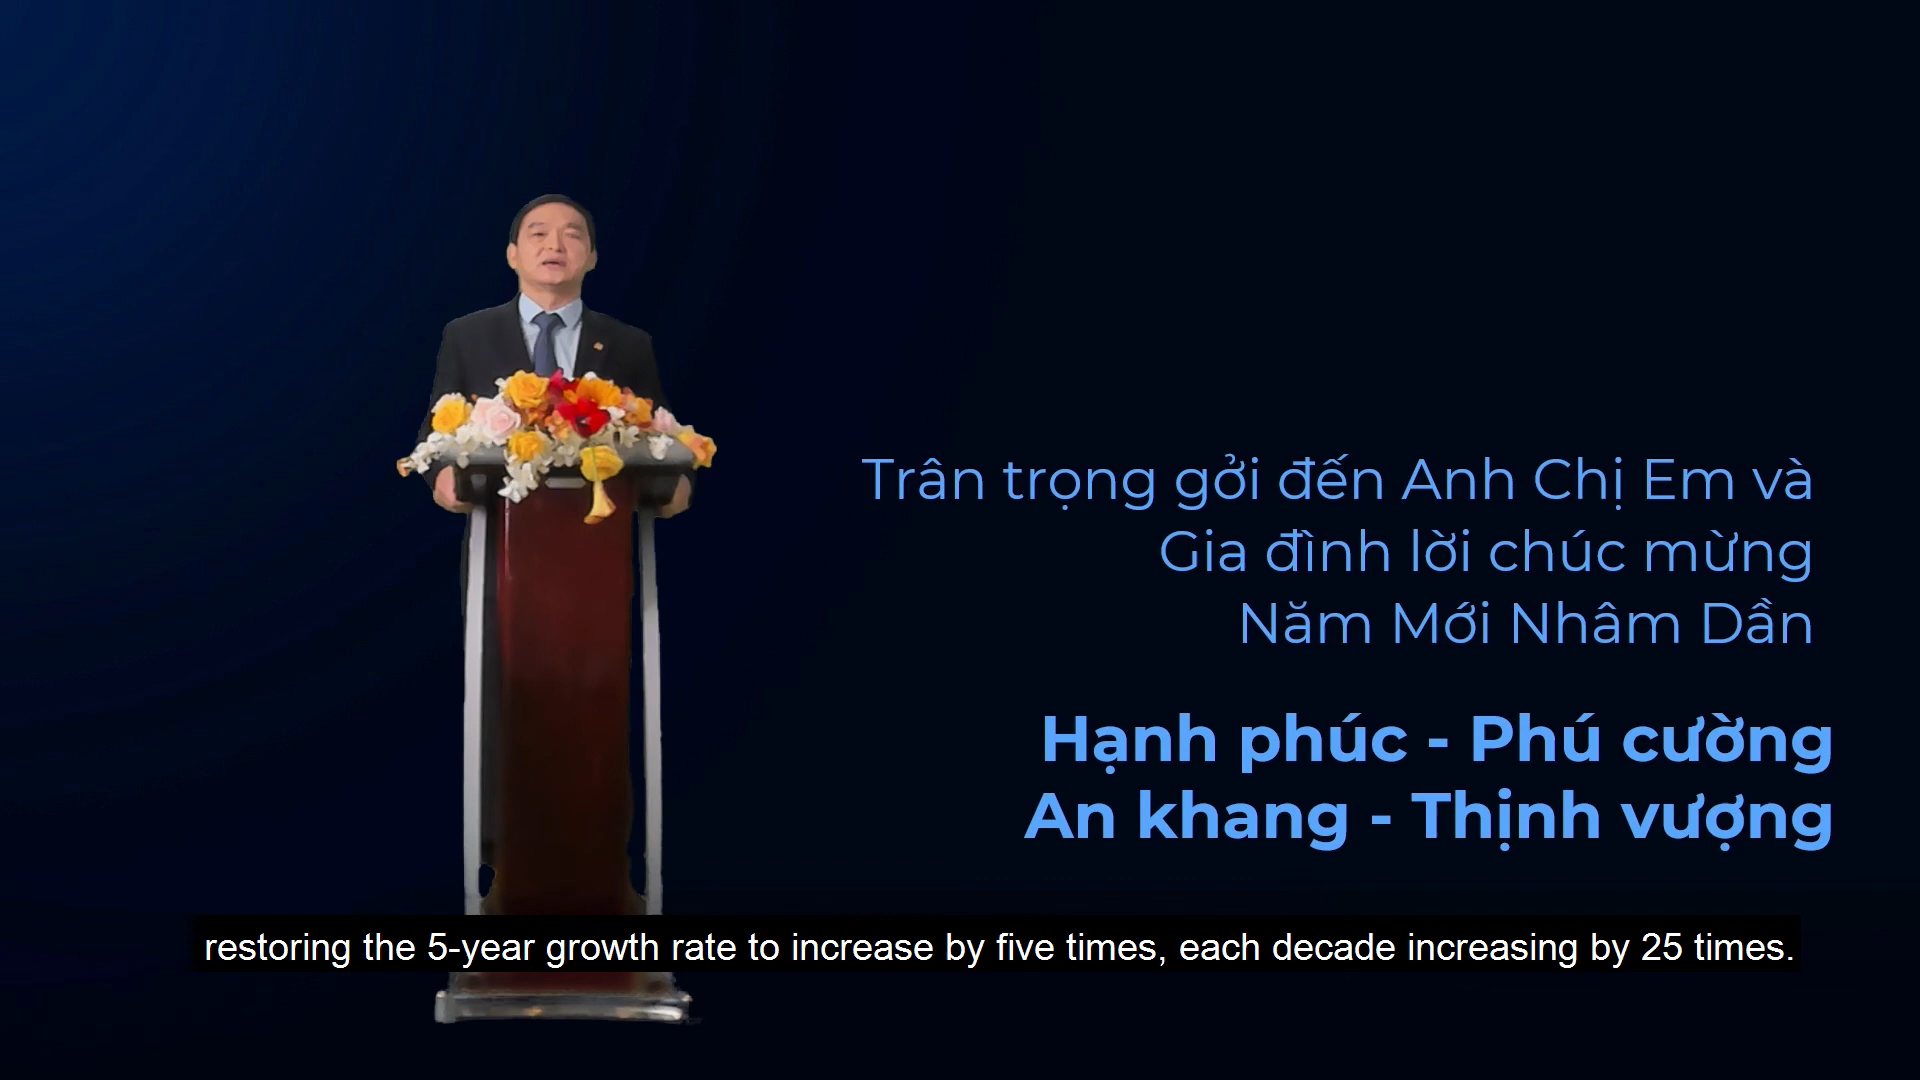 Trân trọng gởi đến Anh Chị Em và
Gia đình lời chúc mừng
Năm Mới Nhâm Dần
Hạnh phúc - Phú cường
An khang - Thịnh vượng
restoring the 5-year growth rate to increase by five times, each decade increasing by 25 times.